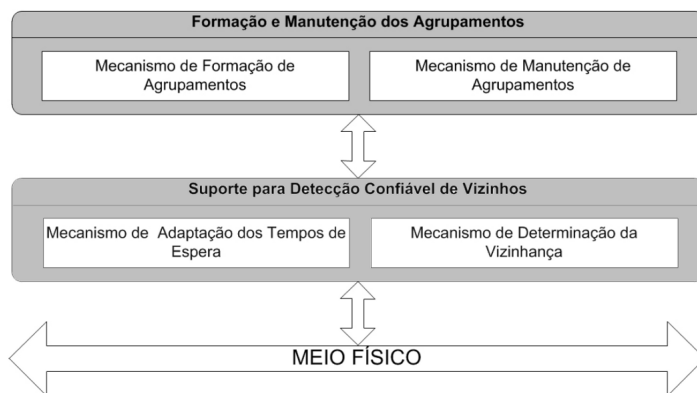 Formação e Manutenção dos Agrupamentos
Mecanismo de Formação de
Agrupamentos
Mecanismo de Manutenção de
Agrupamentos
Suporte para Detecção Confiável de Vizinhos
Mecanismo de Adaptação dos Tempos de
Espera
Mecanismo de Determinação da
Vizinhança
MEIO FÍSICO